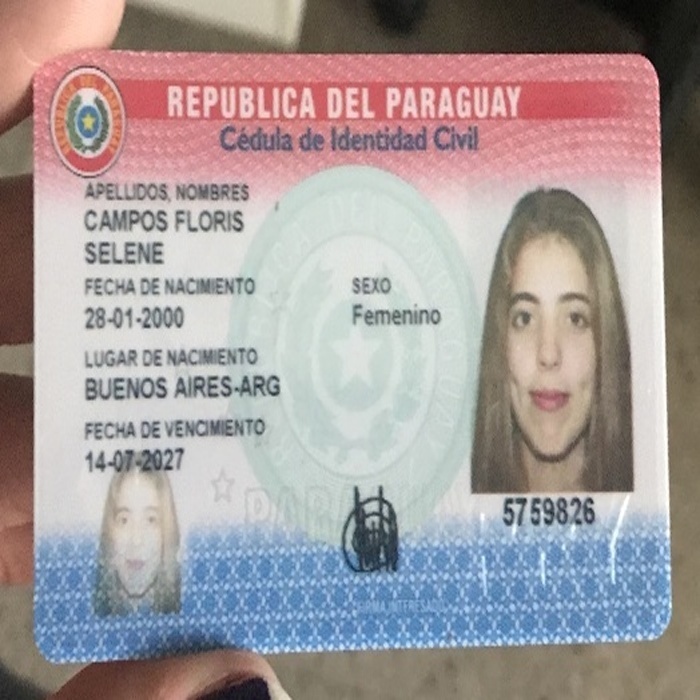 REPUBLICA DEL PARAGUAY
Cédula de Identidad Civil
APELLIDOS, NOMBRES
CAMPOS FLORIS
SELENE
FECHA DE NACIMIENTO
28-01-2000
SEXO
Femenino
LUGAR DE NACIMIENTO
BUENOS AIRES-ARG
FECHA DE VENCIMIENTO
14-07-2027
5759826
FIRMA INTERESADO